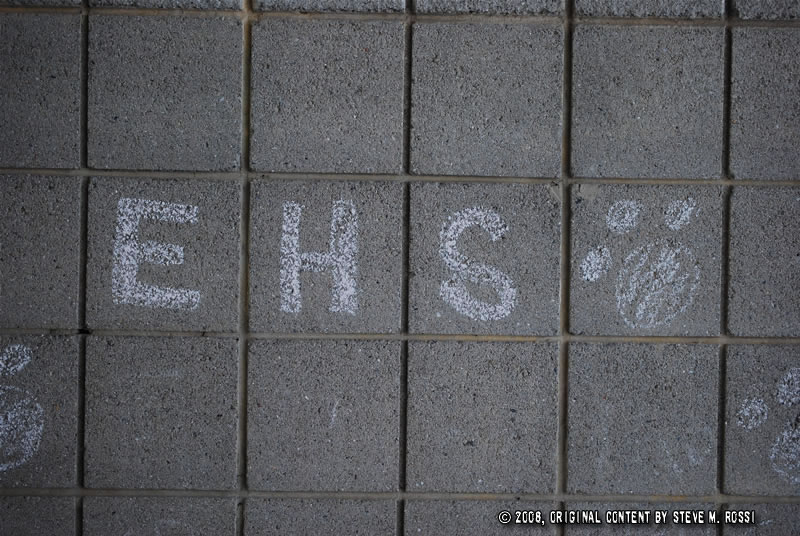 EHS
© 2008, ORIGINAL CONTENT BY STEVE M. ROSSI